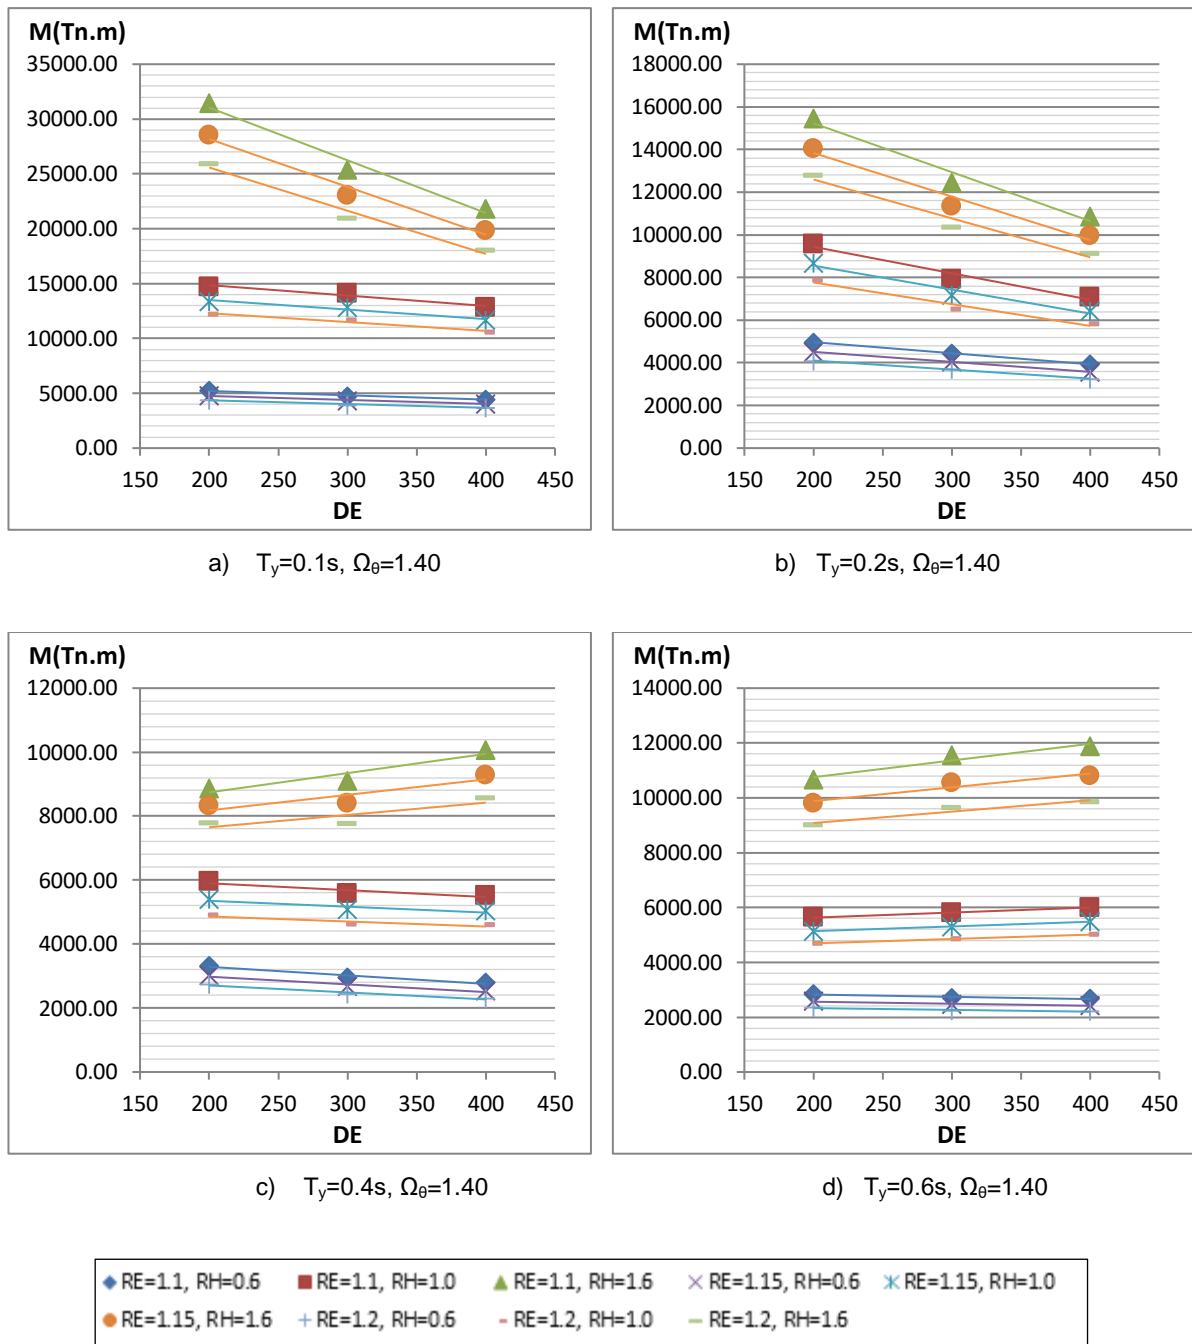 M(Tn.m)
35000.00
30000.00
25000.00
20000.00
15000.00
10000.00
5000.00
0.00
150 200 250 300 350 400 450
DE
a) Ty=0.1s, Ωθ=1.40
M(Tn.m)
18000.00
16000.00
14000.00
12000.00
10000.00
8000.00
6000.00
4000.00
2000.00
0.00
150 200 250 300 350 400 450
DE
b) Ty=0.2s, Ωθ=1.40
M(Tn.m)
12000.00
10000.00
8000.00
6000.00
4000.00
2000.00
0.00
150 200 250 300 350 400 450
DE
c) Ty=0.4s, Ωθ=1.40
M(Tn.m)
14000.00
12000.00
10000.00
8000.00
6000.00
4000.00
2000.00
0.00
150 200 250 300 350 400 450
DE
d) Ty=0.6s, Ωθ=1.40
RE=1.1, RH=0.6 RE=1.1, RH=1.0 RE=1.1, RH=1.6 RE=1.15, RH=0.6 RE=1.15, RH=1.0
RE=1.15, RH=1.6 RE=1.2, RH=0.6 RE=1.2, RH=1.0 RE=1.2, RH=1.6